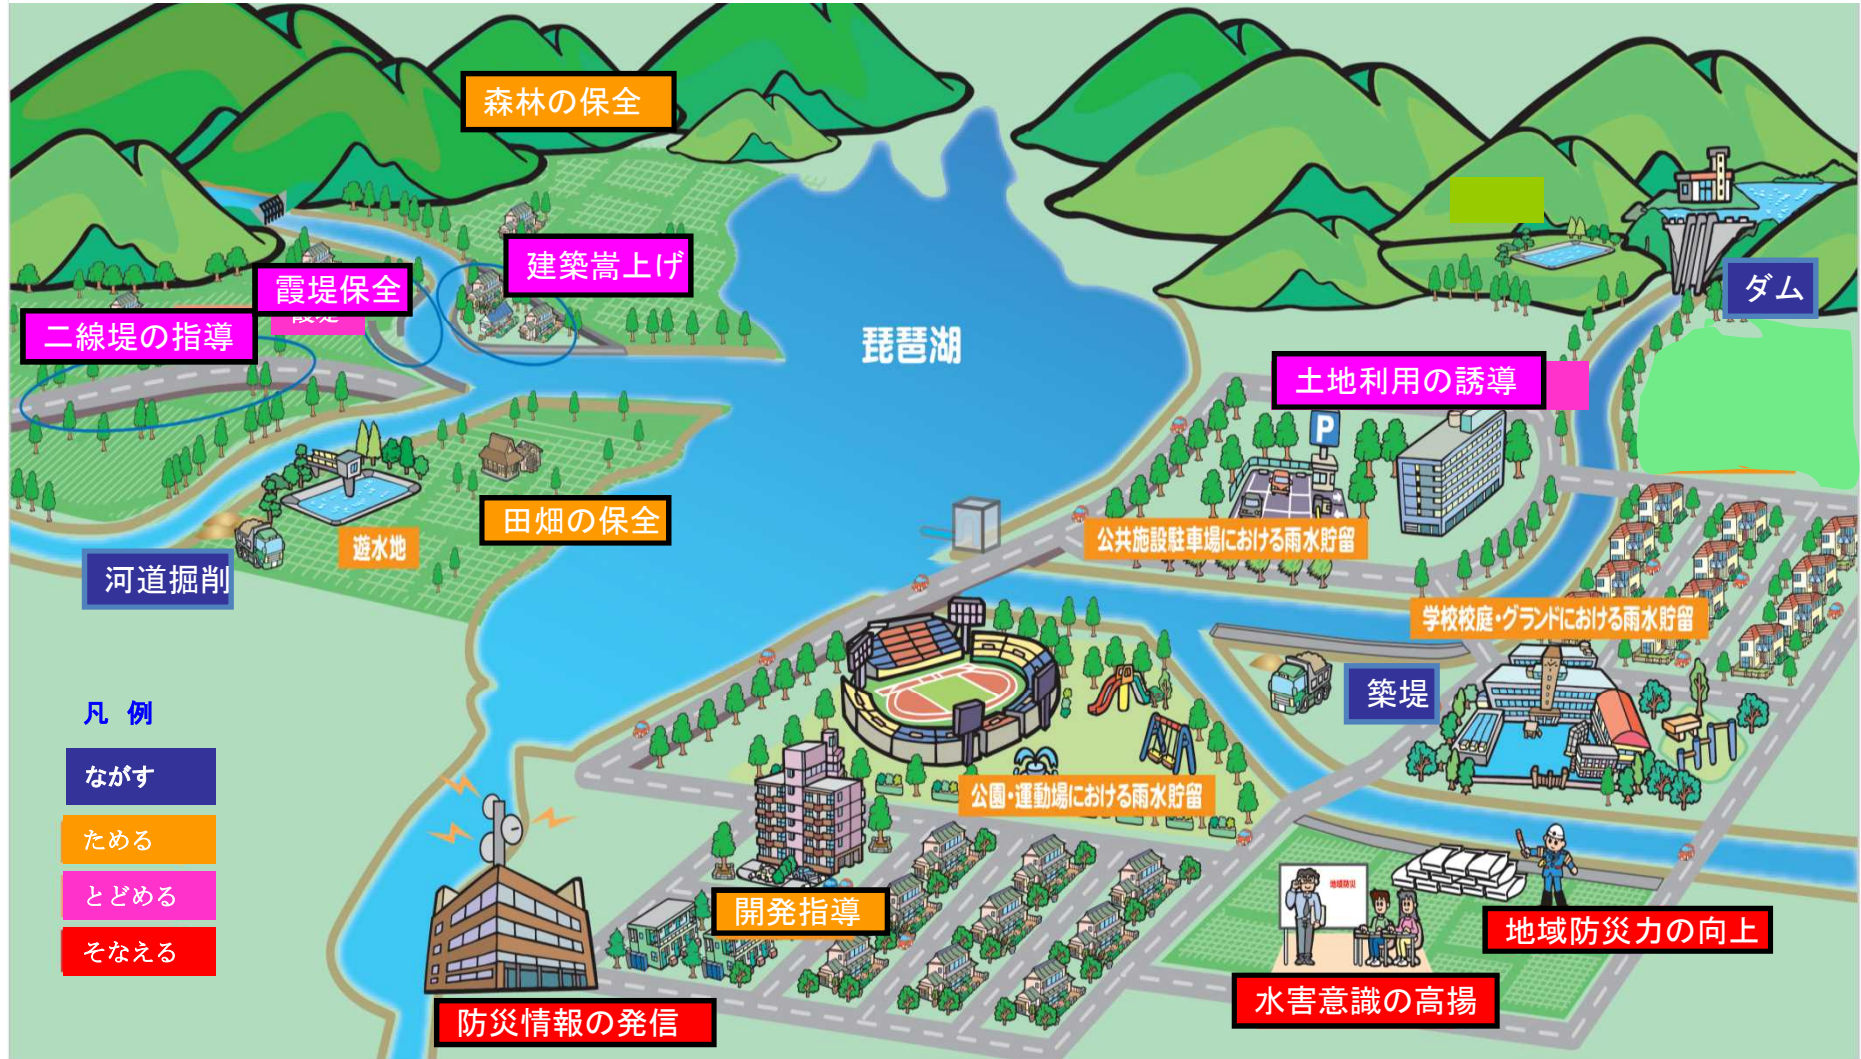 森林の保全
建築嵩上げ
霞堤保全
霞堤
二線堤の指導
ダム
琵琶湖
土地利用の誘導
P
田畑の保全
公共施設駐車場における雨水貯留
遊水地
河道掘削
学校校庭・グランドにおける雨水貯留
築堤
凡 例
ながす
ためる
とどめる
そなえる
公園・運動場における雨水貯留
地域防災
開発指導
地域防災力の向上
水害意識の高揚
防災情報の発信